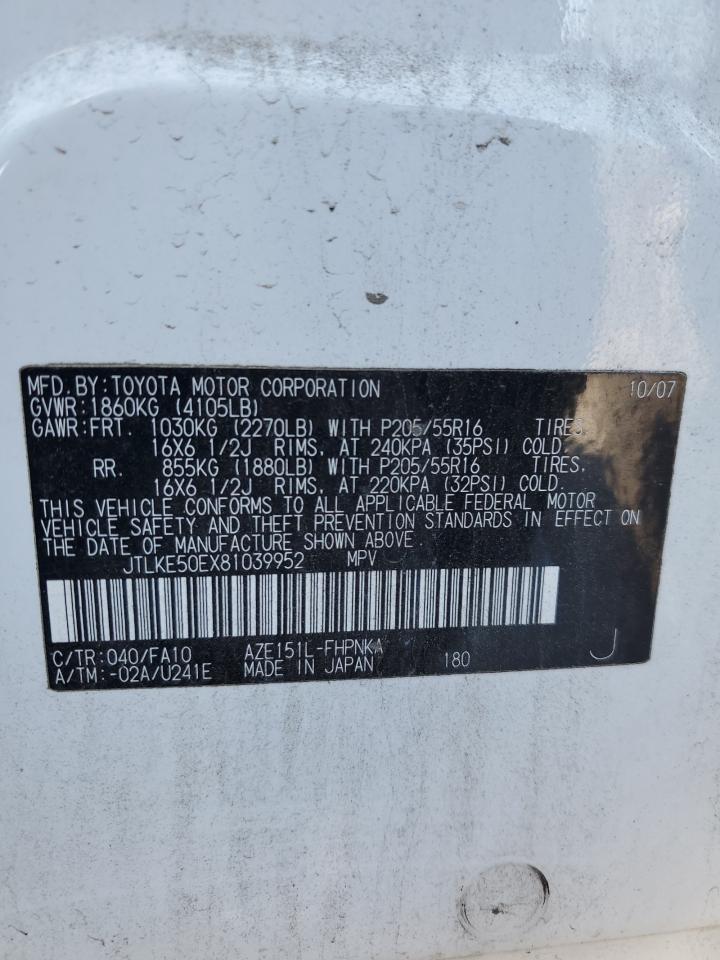 MFD.BY:TOYOTA MOTOR CORPORATION 10/07
GVWR:1860KG (4105LB)
GAWR:FRT. 1030KG (2270LB) WITH P205/55R16 TIRES,
16X6 1/2J RIMS, AT 240KPA (35PSI) COLD.
RR. 855KG (1880LB) WITH P205/55R16 TIRES,
16X6 1/2J RIMS, AT 220KPA (32PSI) COLD.
THIS VEHICLE CONFORMS TO ALL APPLICABLE FEDERAL MOTOR
VEHICLE SAFETY AND THEFT PREVENTION STANDARDS IN EFFECT ON
THE DATE OF MANUFACTURE SHOWN ABOVE.
JTLKE50EX81039952 MPV
C/TR:040/FA10 AZE151L-FHPNKA
A/TM:-02A/U241E MADE IN JAPAN 180 J